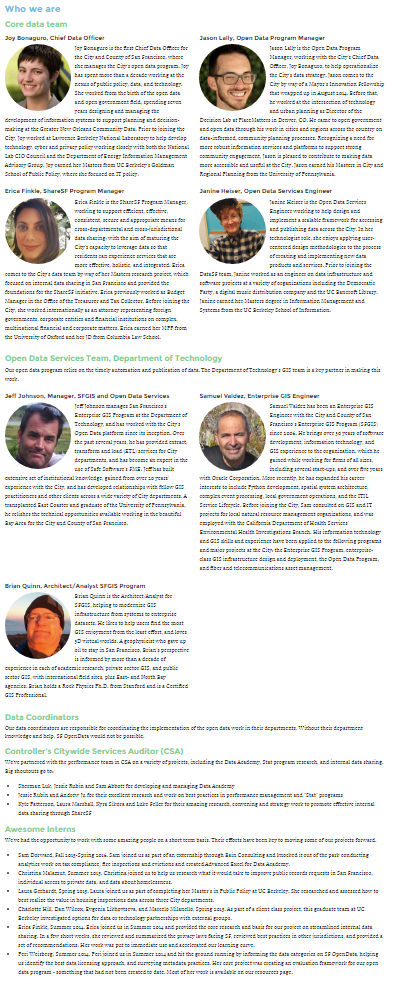 Who we are
Core data team
Joy Bonaguro, Chief Data Officer
Joy Bonaguro is the first Chief Data Officer for
the City and County of San Francisco, where
she manages the City's open data program. Joy
has spent more than a decade working at the
nexus of public policy, data, and technology.
She worked from the birth of the open data
and open government field, spending seven
years designing and managing the
development of information systems to support planning and decision-
making at the Greater New Orleans Community Data. Prior to joining the
City, Joy worked at Lawrence Berkeley National Laboratory to help develop
technology, cyber and privacy policy working closely with both the National
Lab CIO Council and the Department of Energy Information Management
Advisory Group. Joy earned her Masters from UC Berkeley's Goldman
School of Public Policy, where she focused on IT policy.
Jason Lally, Open Data Program Manager
Jason Lally is the Open Data Program
Manager, working with the City's Chief Data
Officer, Joy Bonaguro, to help operationalize
the City's data strategy. Jason comes to the
City by way of a Mayor's Innovation Fellowship
that wrapped up in August 2014. Before that,
he worked at the intersection of technology
and urban planning as Director of the
Decision Lab at PlaceMatters in Denver, CO. He came to open government
and open data through his work in cities and regions across the country on
data-informed, community planning processes. Recognizing a need for
more robust information services and platforms to support strong
community engagement, Jason is pleased to contribute to making data
more accessible and useful at the City. Jason earned his Masters in City and
Regional Planning from the University of Pennsylvania.
Erica Finkle, ShareSF Program Manager
Erica Finkle is the ShareSF Program Manager,
working to support efficient, effective,
consistent, secure and appropriate means for
cross-departmental and cross-jurisdictional
data sharing; with the aim of maturing the
City's capacity to leverage data so that
residents can experience services that are
more effective, holistic, and integrated. Erica
comes to the City's data team by way of her Masters research project, which
focused on internal data sharing in San Francisco and provided the
foundations for the ShareSF initiative. Erica previously worked as Budget
Manager in the Office of the Treasurer and Tax Collector. Before joining the
City, she worked internationally as an attorney representing foreign
governments, corporate entities and financial institutions on complex,
multinational financial and corporate matters. Erica earned her MPP from
the University of Oxford and her JD from Columbia Law School.
Janine Heiser, Open Data Services Engineer
Janine Heiser is the Open Data Services
Engineer working to help design and
implement a scalable framework for accessing
and publishing data across the City. In her
technologist role, she enjoys applying user-
centered design methodologies to the process
of creating and implementing new data
products and services. Prior to joining the
DataSF team, Janine worked as an engineer on data infrastructure and
software projects at a variety of organizations including the Democratic
Party, a digital music distribution company and the UC Bancroft Library.
Janine earned her Masters degree in Information Management and
Systems from the UC Berkeley School of Information.
Open Data Services Team, Department of Technology
Our open data program relies on the timely automation and publication of data. The Department of Technology's GIS team is a key partner in making this
work.
Jeff Johnson, Manager, SFGIS and Open Data Services
Jeff Johnson manages San Francisco's
Enterprise GIS Program at the Department of
Technology, and has worked with the City's
Open Data platform since its inception. Over
the past several years, he has provided extract,
transform and load (ETL) services for City
departments, and has become an expert in the
use of Safe Software's FME. Jeff has built
extensive set of institutional knowledge, gained from over 20 years
experience with the City, and has developed relationships with fellow GIS
practitioners and other clients across a wide variety of City departments. A
transplanted East Coaster and graduate of the University of Pennsylvania,
he relishes the technical opportunities available working in the beautiful
Bay Area for the City and County of San Francisco.
Samuel Valdez, Enterprise GIS Engineer
Samuel Valdez has been an Enterprise GIS
Engineer with the City and County of San
Francisco's Enterprise GIS Program (SFGIS)
since 2006. He brings over 30 years of software
development, information technology, and
GIS experience to the organization, which he
gained while working for firms of all sizes,
including several start-ups, and over five years
with Oracle Corporation. More recently, he has expanded his career
interests to include Python development, spatial system architecture,
complex event processing, local government operations, and the ITIL
Service Lifecycle. Before joining the City, Sam consulted on GIS and IT
projects for local natural resource management organizations, and was
employed with the California Department of Health Services'
Environmental Health Investigations Branch. His information technology
and GIS skills and experience have been applied to the following programs
and major projects at the City: the Enterprise GIS Program, enterprise-
class GIS infrastructure design and deployment, the Open Data Program,
and fiber and telecommunications asset management.
Brian Quinn, Architect/Analyst SFGIS Program
Brian Quinn is the Architect/Analyst for
SFGIS, helping to modernize GIS
infrastructure from systems to enterprise
datasets. He likes to help users find the most
GIS enjoyment from the least effort, and loves
3D virtual worlds. A geophysicist who gave up
oil to stay in San Francisco, Brian's perspective
is informed by more than a decade of
experience in each of academic research, private sector GIS, and public
sector GIS, with international field sites, plus East- and North Bay
agencies. Brian holds a Rock Physics Ph.D. from Stanford and is a Certified
GIS Professional.
Data Coordinators
Our data coordinators are responsible for coordinating the implementation of the open data work in their departments. Without their department
knowledge and help, SF OpenData would not be possible.
Controller's Citywide Services Auditor (CSA)
We've partnered with the performance team in CSA on a variety of projects, including the Data Academy, Stat program research, and internal data sharing.
Big shoutouts go to:
• Sherman Luk, Jessie Rubin and Sam Abbott for developing and managing Data Academy
• Jessie Rubin and Andrew Ju for their excellent research and work on best practices in performance management and "Stat" programs
• Kyle Patterson, Laura Marshall, Kyra Sikora and Luke Fuller for their amazing research, convening and strategy work to promote effective internal
data sharing through ShareSF
Awesome Interns
We've had the opportunity to work with some amazing people on a short term basis. Their efforts have been key to moving some of our projects forward.
• Sam Dorward, Fall 2015-Spring 2016. Sam joined us as part of an externship through Bain Consulting and knocked it out of the park conducting
analytics work on tax compliance, fire inspections and evictions and created Advanced Excel for Data Academy.
• Christina Malamut, Summer 2015. Christina joined us to help us research what it would take to improve public records requests in San Francisco,
individual access to private data, and data about homelessness.
• Laura Gerhardt, Spring 2015. Laura joined us as part of completing her Master's in Public Policy at UC Berkeley. She researched and assessed how to
best realize the value in housing inspections data across three City departments.
• Charlotte Hill, Dan Wilson, Evgenia Likhovtseva, and Marcelo Milanello, Spring 2015. As part of a client class project, this graduate team at UC
Berkeley investigated options for data or technology partnerships with external groups.
• Erica Finkle, Summer 2014. Erica joined us in Summer 2014 and provided the core research and basis for our project on streamlined internal data
sharing. In a few short weeks, she reviewed and summarized the privacy laws facing SF, reviewed best practices in other jurisdictions, and provided a
set of recommendations. Her work was put to immediate use and accelerated our learning curve.
• Peri Weisberg, Summer 2014. Peri joined us in Summer 2014 and hit the ground running by informing the data categories on SF OpenData, helping
us identify the best data licensing approach, and surveying metadata practices. Her core project was creating an evaluation framework for our open
data program - something that had not been created to date. Most of her work is available on our resources page.